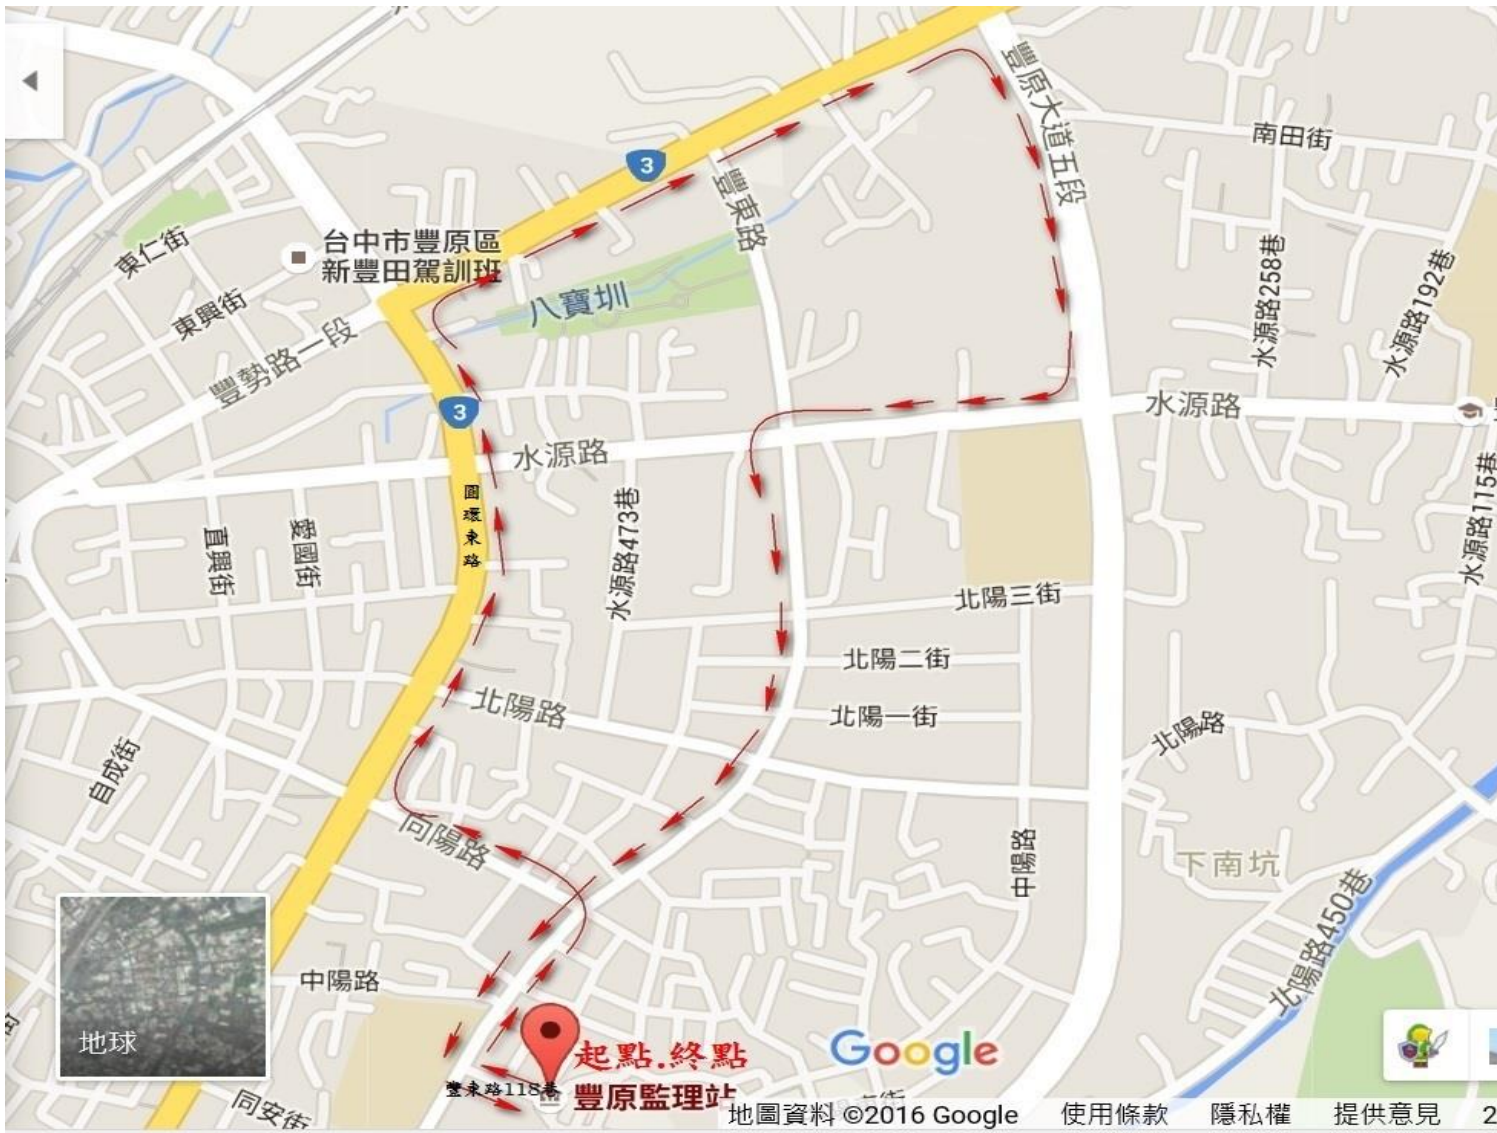 豐原大道五段
南田街
3
豐東路
台中市豐原區
新豐田駕訓班
東仁街
東興街
八寶圳
水源路258巷
水源路192巷
豐勢路一段
3
水源路
水源路
圓環東路
直興街
愛國街
水源路473巷
水源路115巷
北陽三街
北陽二街
北陽一街
北陽路
北陽路
自成街
向陽路
中陽路
下南坑
北陽路450巷
中陽路
地球
起點.終點
豐東路118巷
豐原監理站
Google
同安街
地圖資料 ©2016 Google
使用條款
隱私權
提供意見
2